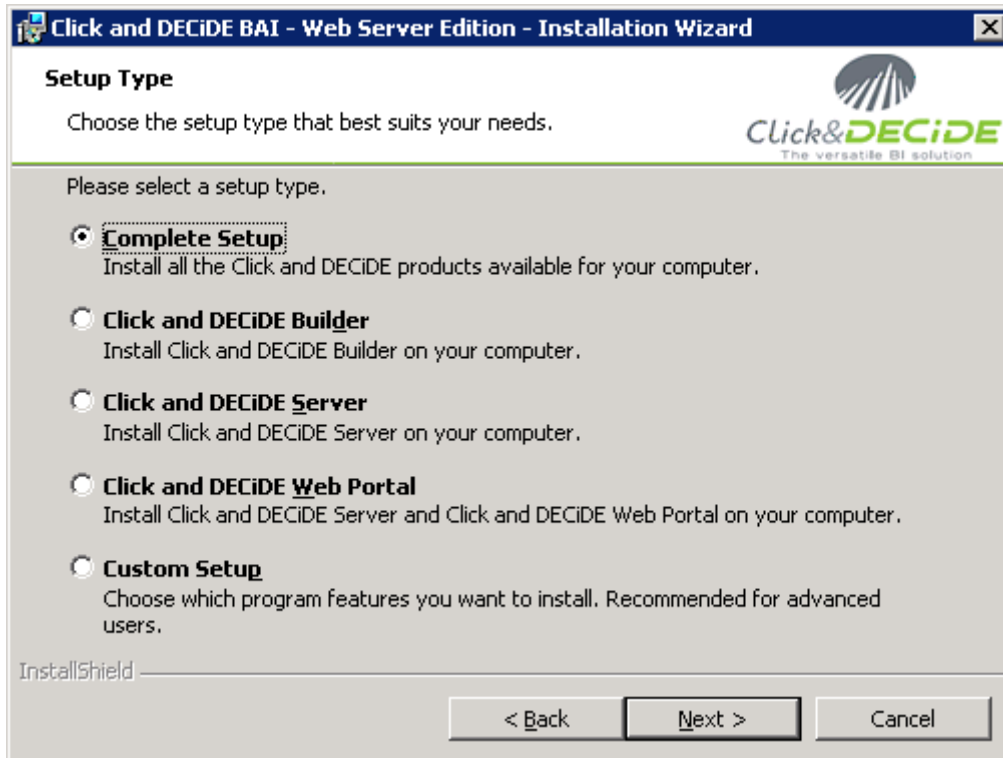 Click and DECiDE BAI - Web Server Edition - Installation Wizard
Setup Type
Choose the setup type that best suits your needs.
Click&DECiDE
The versatile BI solution
Please select a setup type.
Complete Setup
Install all the Click and DECiDE products available for your computer.
Click and DECiDE Builder
Install Click and DECiDE Builder on your computer.
Click and DECiDE Server
Install Click and DECiDE Server on your computer.
Click and DECiDE Web Portal
Install Click and DECiDE Server and Click and DECiDE Web Portal on your computer.
Custom Setup
Choose which program features you want to install. Recommended for advanced
users.
InstallShield
< Back
Next >
Cancel